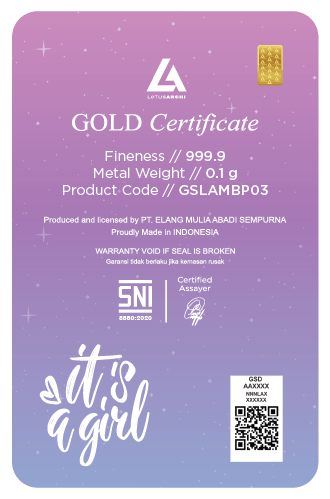 LOTUSARCHI
GOLD Certificate
Fineness // 999.9
Metal Weight // 0.1 g
Product Code // GSLAMBP03
Produced and licensed by PT. ELANG MULIA ABADI SEMPURNA
Proudly Made in INDONESIA
WARRANTY VOID IF SEAL IS BROKEN
Garansi tidak berlaku jika kemasan rusak
SNI
8880:2020
Certified
Assayer
it's
a girl
GSD
AAXXXX
NNNLAX
XXXXXX